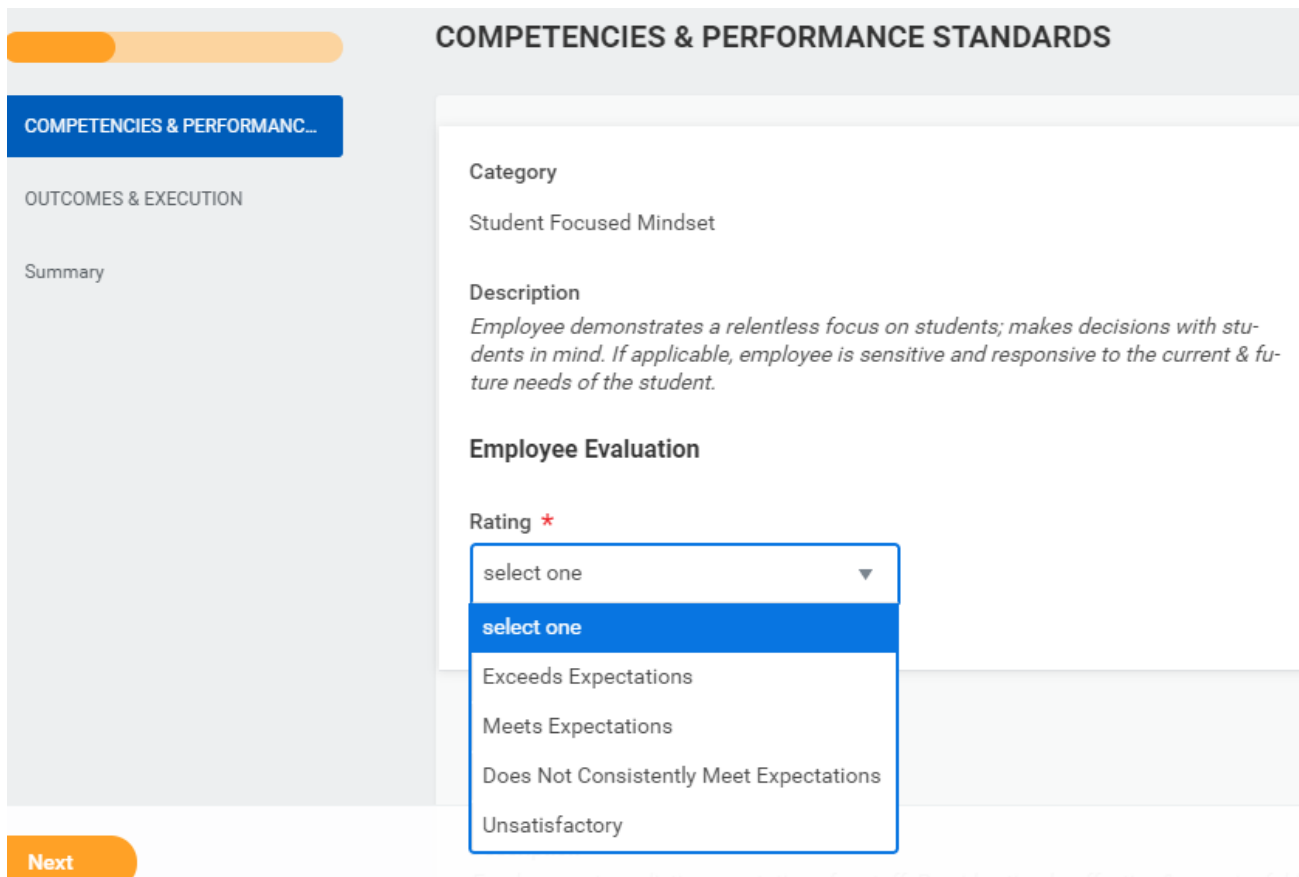 COMPETENCIES & PERFORMANCE STANDARDS
COMPETENCIES & PERFORMANC...
OUTCOMES & EXECUTION
Summary
Category
Student Focused Mindset
Description
Employee demonstrates a relentless focus on students; makes decisions with stu-
dents in mind. If applicable, employee is sensitive and responsive to the current & fu-
ture needs of the student.
Employee Evaluation
Rating *
select one
select one
Exceeds Expectations
Meets Expectations
Does Not Consistently Meet Expectations
Unsatisfactory
Next